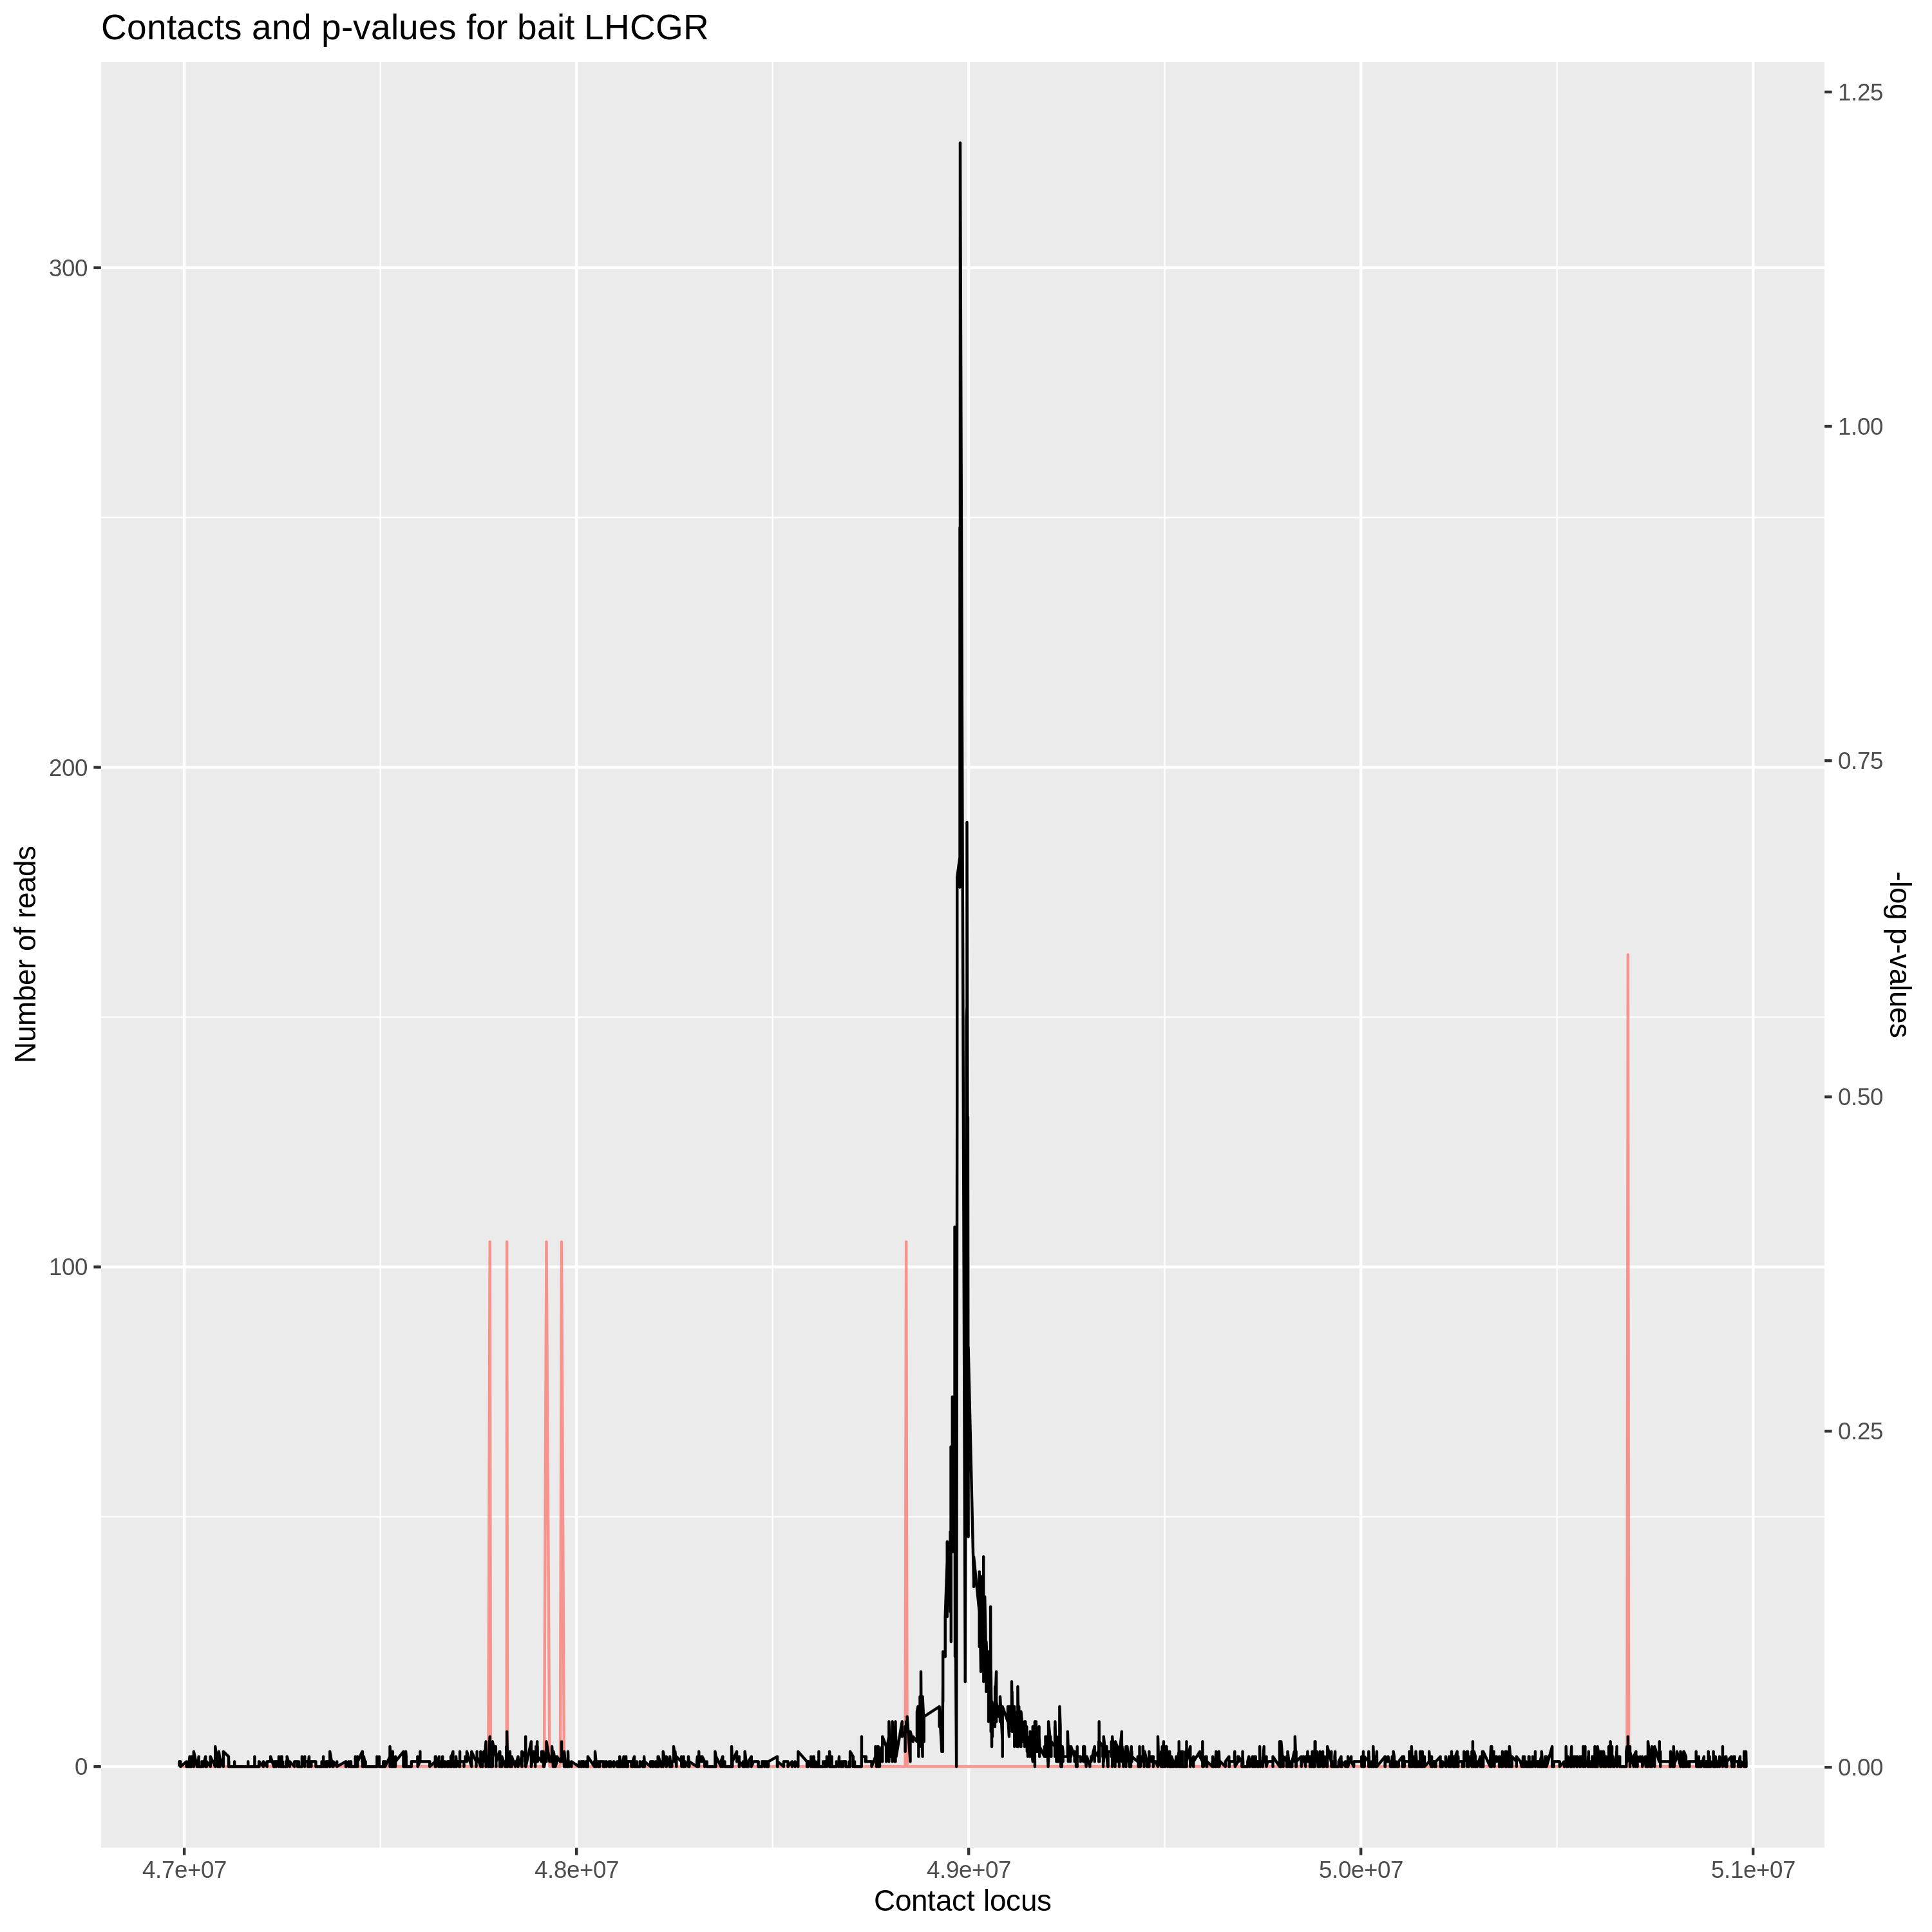 Contacts and p-values for bait LHCGR
Number of reads
300
200
100
0
1.25
1.00
0.75
0.50
0.25
0.00
-log p-values
4.7e+07
4.8e+07
4.9e+07
5.0e+07
5.1e+07
Contact locus